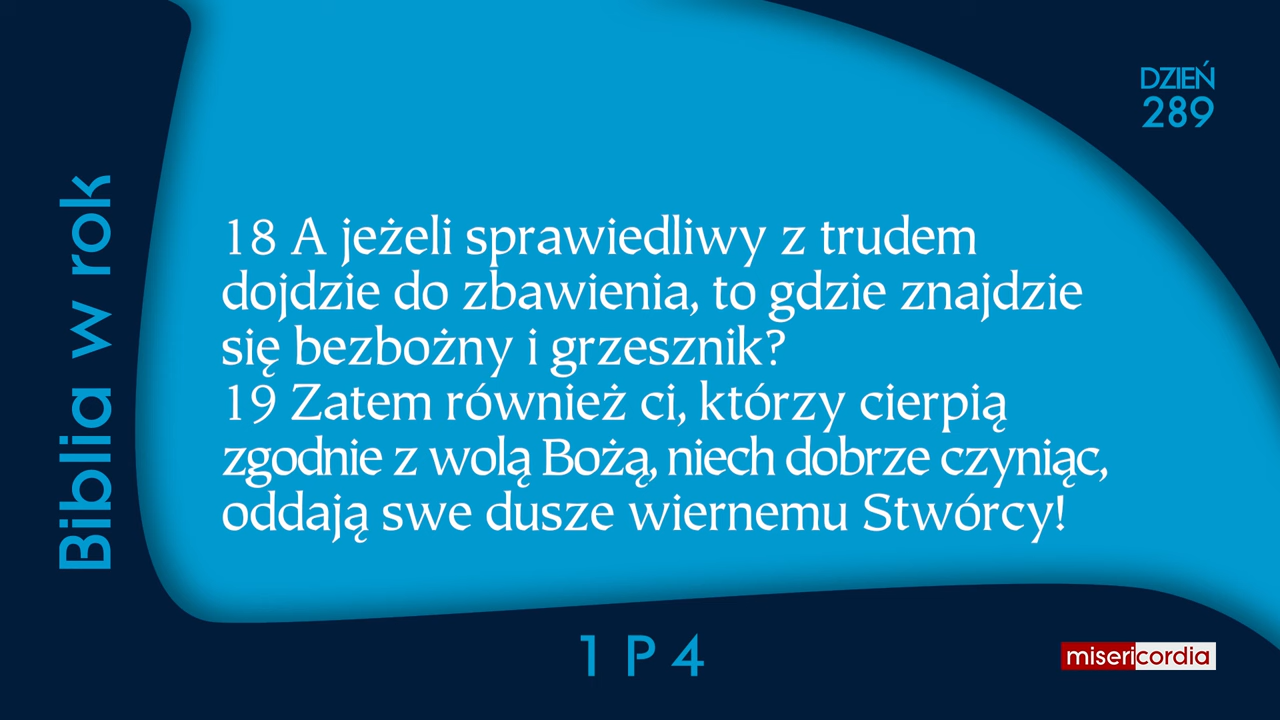 DZIEŃ
289
Biblia w rok
18 A jeżeli sprawiedliwy z trudem
dojdzie do zbawienia, to gdzie znajdzie
się bezbożny i grzesznik?
19 Zatem również ci, którzy cierpią
zgodnie z wolą Bożą, niech dobrze czyniąc,
oddają swe dusze wiernemu Stwórcy!
1 P 4
misericordia